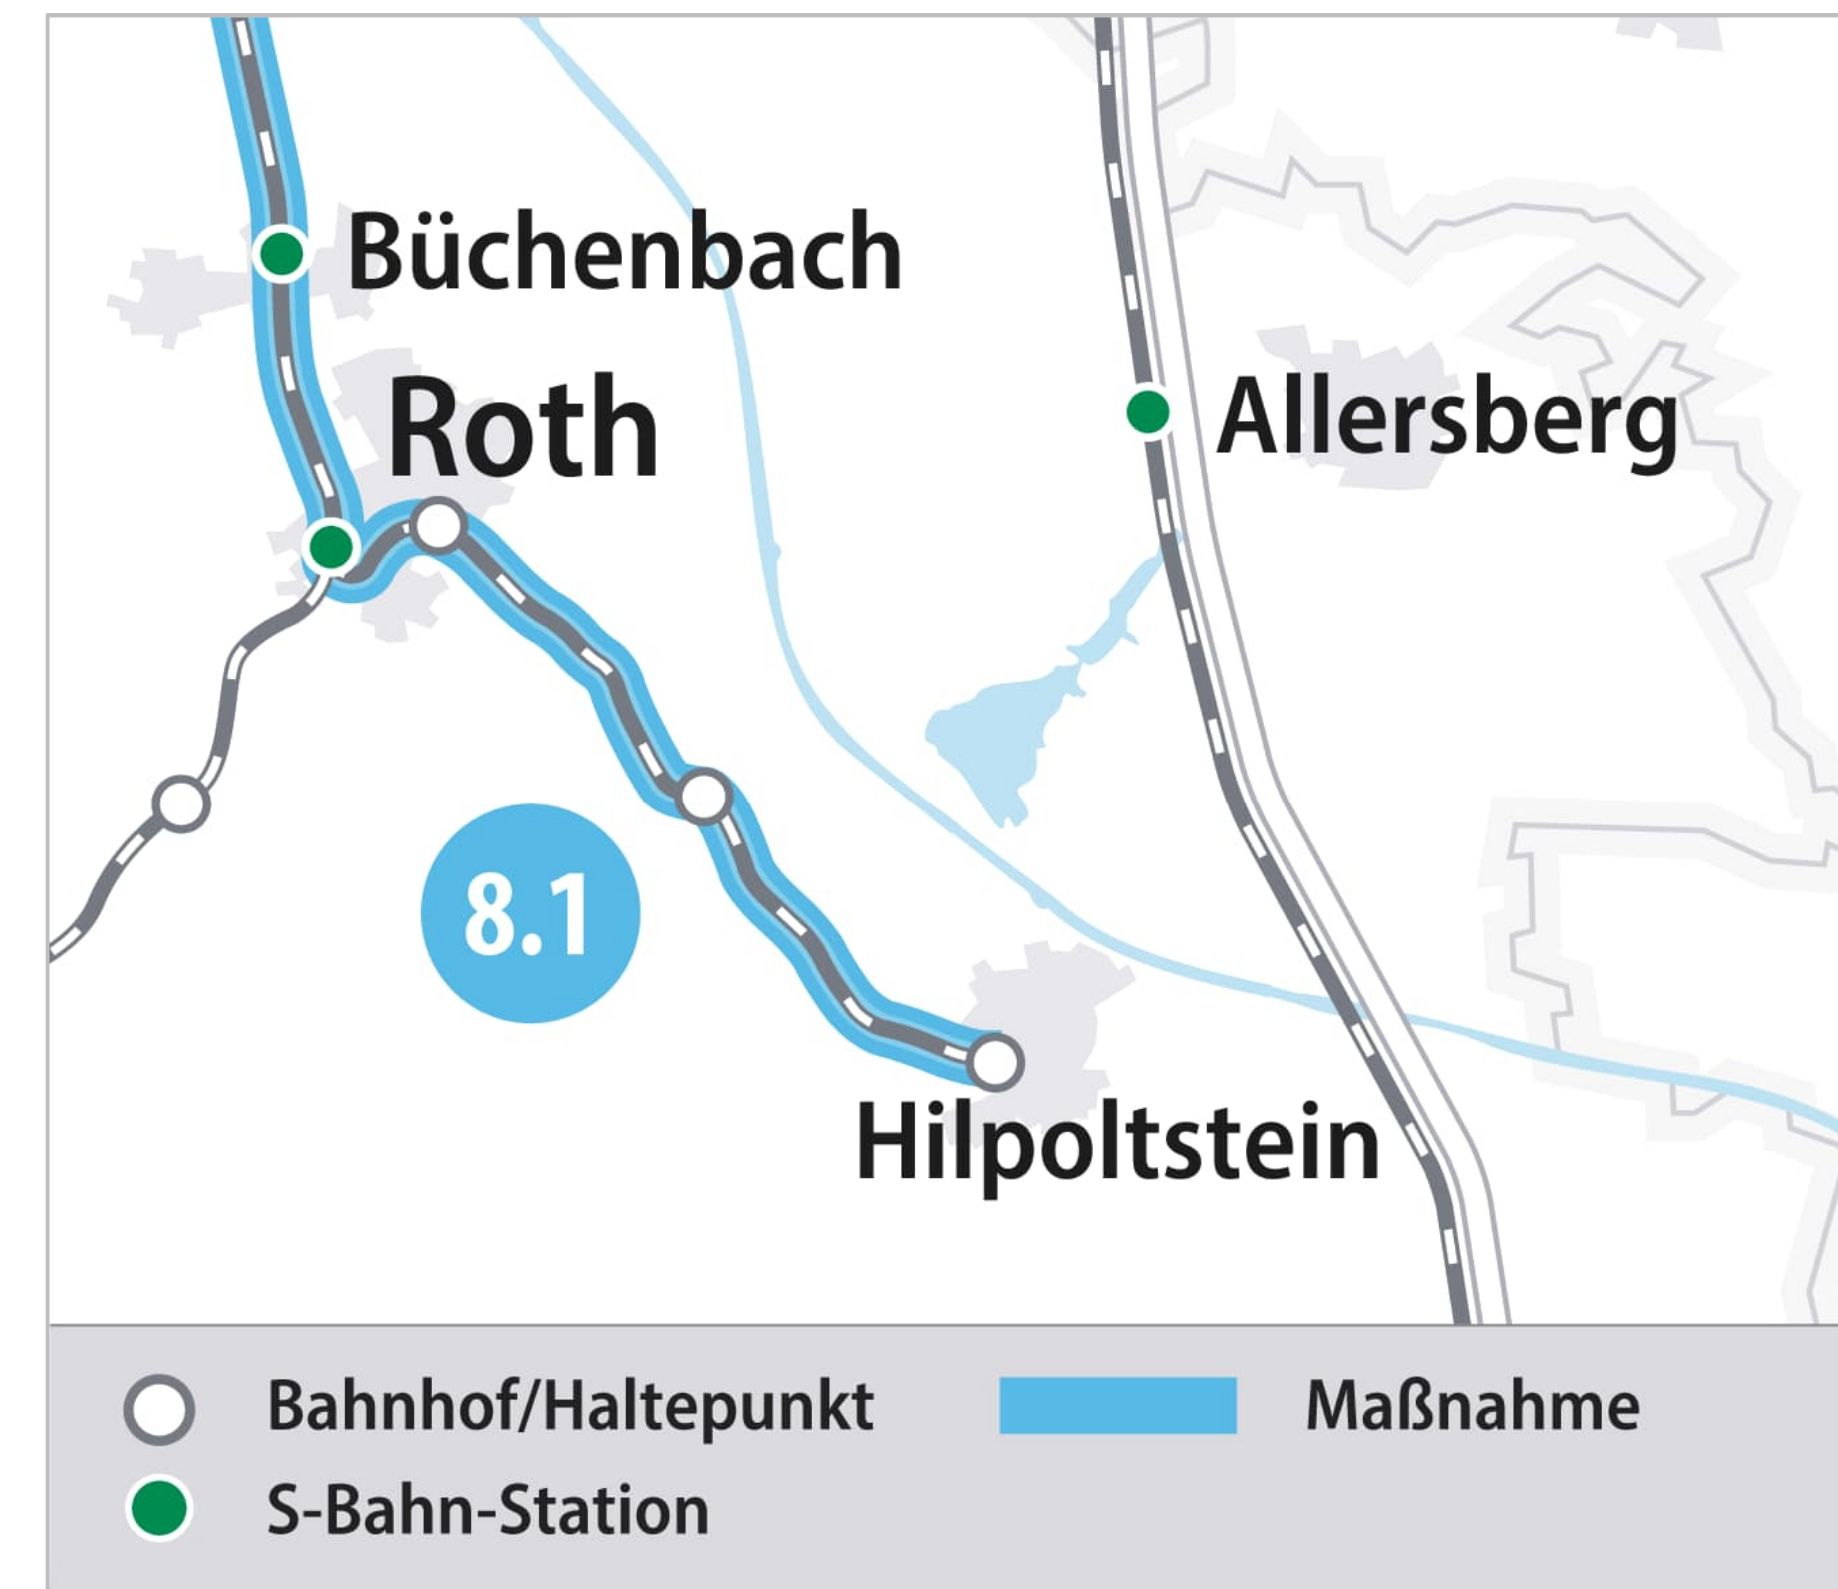 Büchenbach
Roth
Allersberg
8.1
Hilpoltstein
Bahnhof/Haltepunkt
Maßnahme
S-Bahn-Station